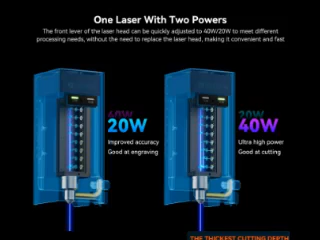 One Laser With Two Powers
The front lever of the laser head can be quickly adjusted to 40W/20W to meet different
processing needs, without the need to replace the laser head, making it convenient and fast
40W
20W
Improved accuracy
Good at engraving
20W
40W
Ultra high power
Good at cutting
THE THICKEST CUTTING DEPTH